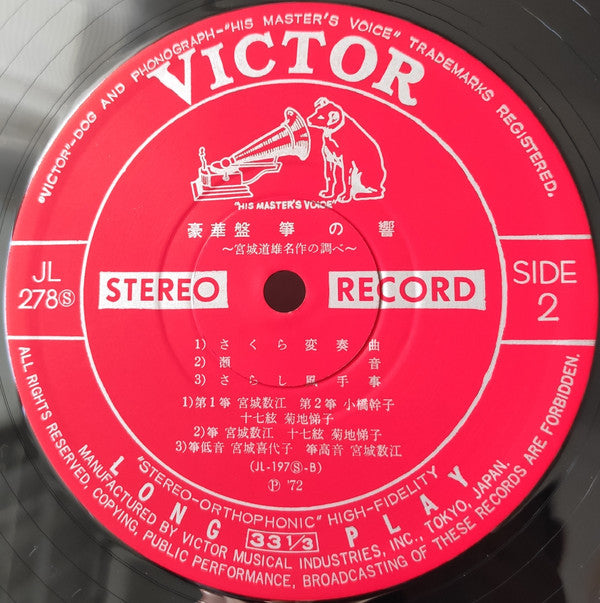 "VICTOR"-DOG AND PHONOGRAPH-"HIS MASTER'S VOICE" TRADEMARKS REGISTERED.
VICTOR
"HIS MASTER'S VOICE"
豪華盤 箏の響
～宮城道雄名作の調べ～
JL
278Ⓢ
STEREO RECORD
SIDE
2
1) さくら変奏曲
2) 瀬音
3) さらし風手事
1)第1箏 宮城数江 第2箏 小橋幹子
十七絃 菊地悌子
2)箏 宮城数江 十七絃 菊地悌子
3)箏低音 宮城喜代子 箏高音 宮城数江
(JL-197Ⓢ-B)
Ⓟ '72
"STEREO-ORTHOPHONIC" HIGH-FIDELITY
LONG 33 1/3 PLAY
MANUFACTURED BY VICTOR MUSICAL INDUSTRIES, INC., TOKYO, JAPAN.
ALL RIGHTS RESERVED, COPYING, PUBLIC PERFORMANCE, BROADCASTING OF THESE RECORDS ARE FORBIDDEN.